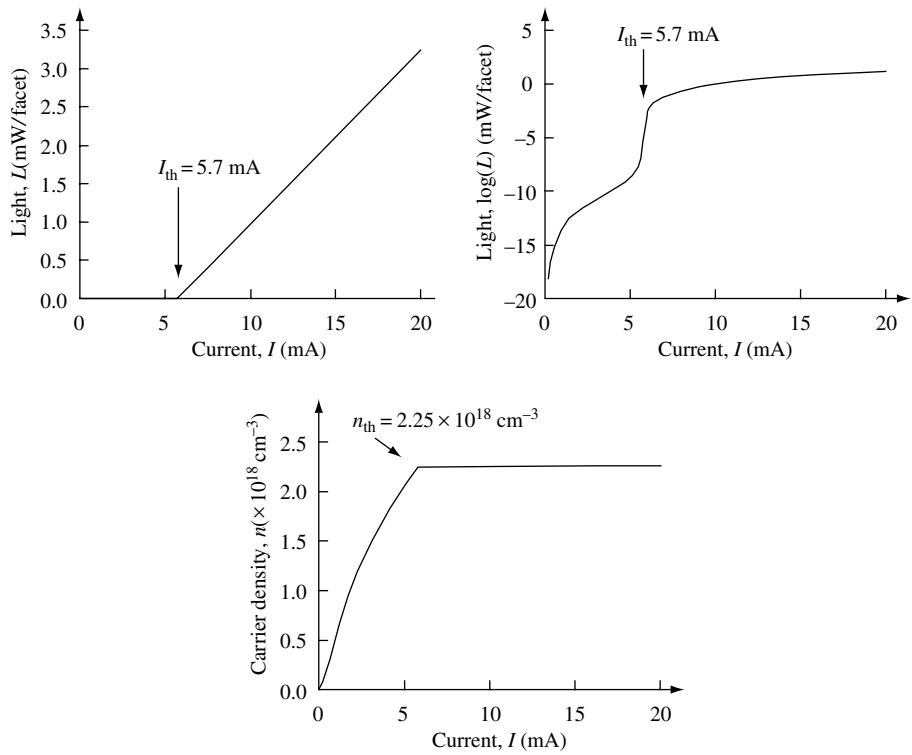 3.5
3.0
2.5
2.0
1.5
1.0
0.5
0.0
Light, L(mW/facet)
I_th = 5.7 mA
0 5 10 15 20
Current, I (mA)
5
0
−5
−10
−15
−20
Light, log(L) (mW/facet)
I_th = 5.7 mA
0 5 10 15 20
Current, I (mA)
2.5
2.0
1.5
1.0
0.5
0.0
Carrier density, n(×10¹⁸ cm⁻³)
n_th = 2.25 × 10¹⁸ cm⁻³
0 5 10 15 20
Current, I (mA)